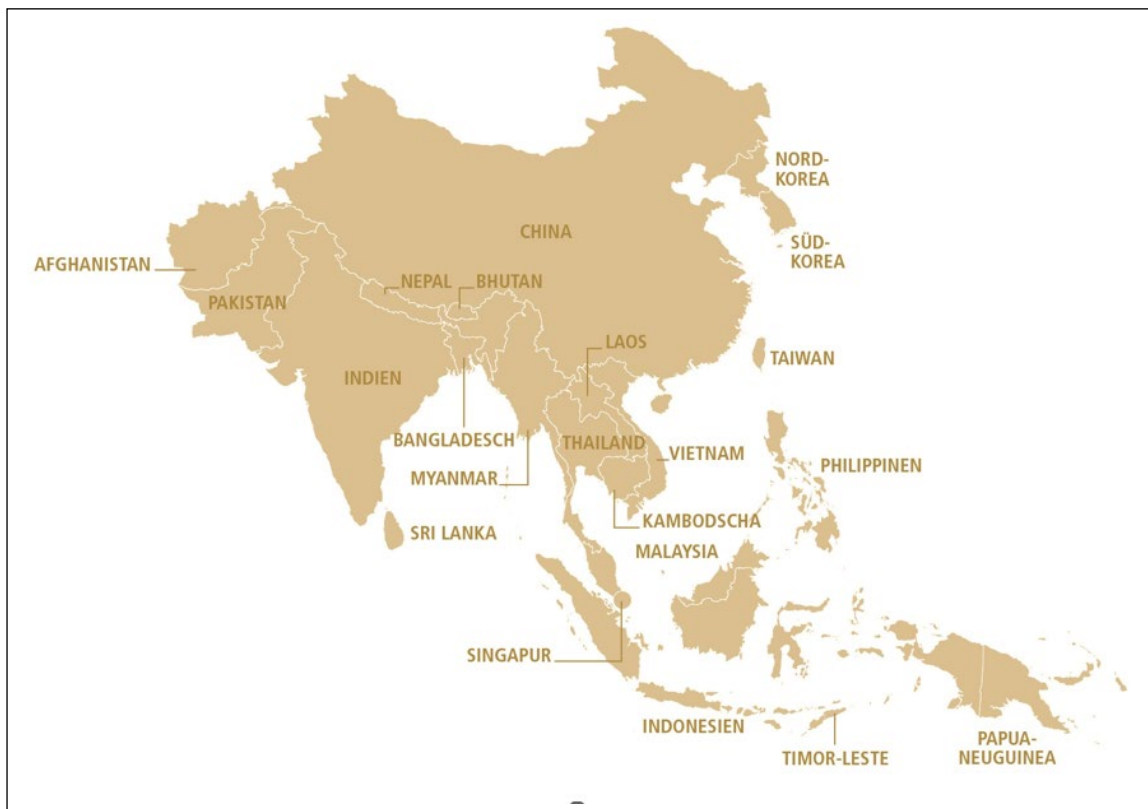 NORD-
KOREA
CHINA
SÜD-
KOREA
AFGHANISTAN
NEPAL
BHUTAN
PAKISTAN
LAOS
TAIWAN
INDIEN
BANGLADESCH
THAILAND
VIETNAM
PHILIPPINEN
MYANMAR
KAMBODSCHA
SRI LANKA
MALAYSIA
SINGAPUR
INDONESIEN
TIMOR-LESTE
PAPUA-
NEUGUINEA